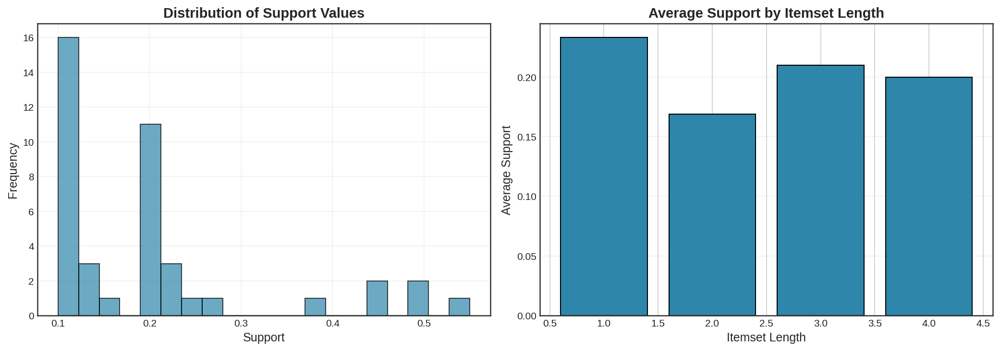 Distribution of Support Values
Frequency
16
14
12
10
8
6
4
2
0
0.1 0.2 0.3 0.4 0.5
Support
Average Support by Itemset Length
Average Support
0.20
0.15
0.10
0.05
0.00
0.5 1.0 1.5 2.0 2.5 3.0 3.5 4.0 4.5
Itemset Length